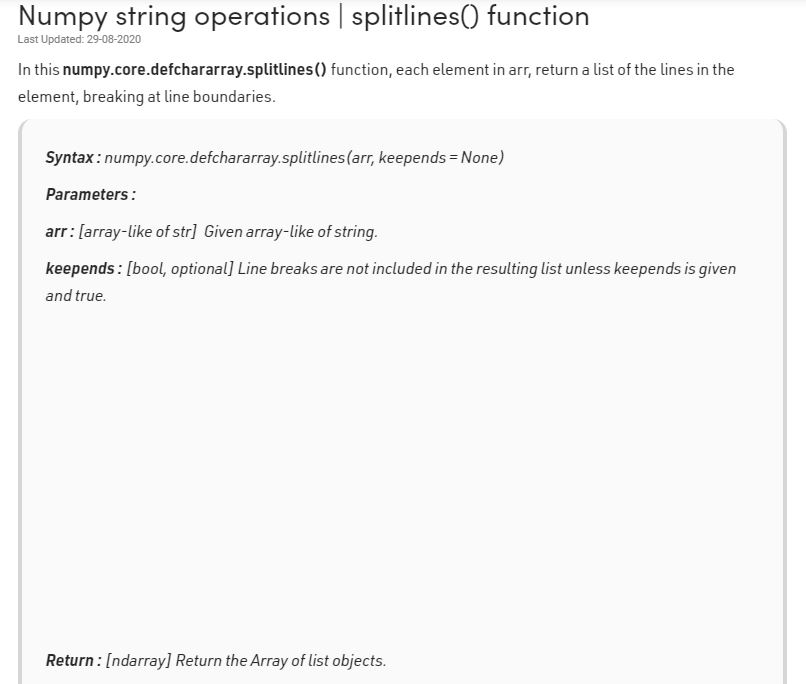 Numpy string operations | splitlines() function
Last Updated: 29-08-2020
In this numpy.core.defchararray.splitlines() function, each element in arr, return a list of the lines in the
element, breaking at line boundaries.
Syntax : numpy.core.defchararray.splitlines(arr, keepends = None)
Parameters :
arr : [array-like of str] Given array-like of string.
keepends : [bool, optional] Line breaks are not included in the resulting list unless keepends is given
and true.
Return : [ndarray] Return the Array of list objects.